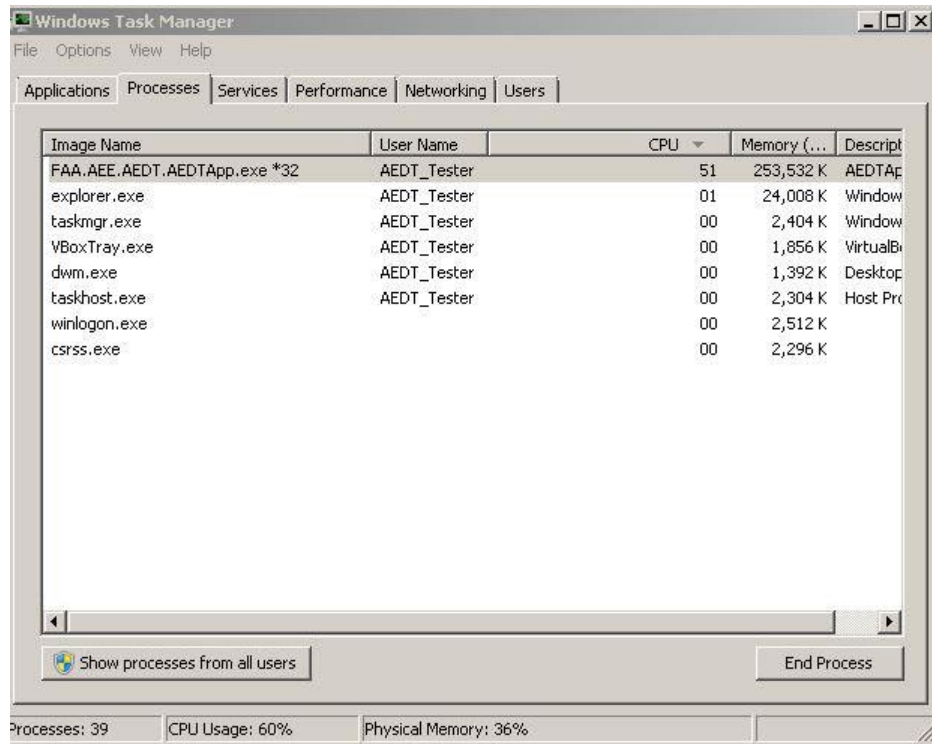 Windows Task Manager
File Options View Help
Applications Processes Services Performance Networking Users
Image Name User Name CPU Memory (... Descript
FAA.AEE.AEDT.AEDTApp.exe *32 AEDT_Tester 51 253,532 K AEDTAp
explorer.exe AEDT_Tester 01 24,008 K Window
taskmgr.exe AEDT_Tester 00 2,404 K Window
VBoxTray.exe AEDT_Tester 00 1,856 K VirtualB
dwm.exe AEDT_Tester 00 1,392 K Desktop
taskhost.exe AEDT_Tester 00 2,304 K Host Pro
winlogon.exe 00 2,512 K
csrss.exe 00 2,296 K
Show processes from all users End Process
Processes: 39 CPU Usage: 60% Physical Memory: 36%